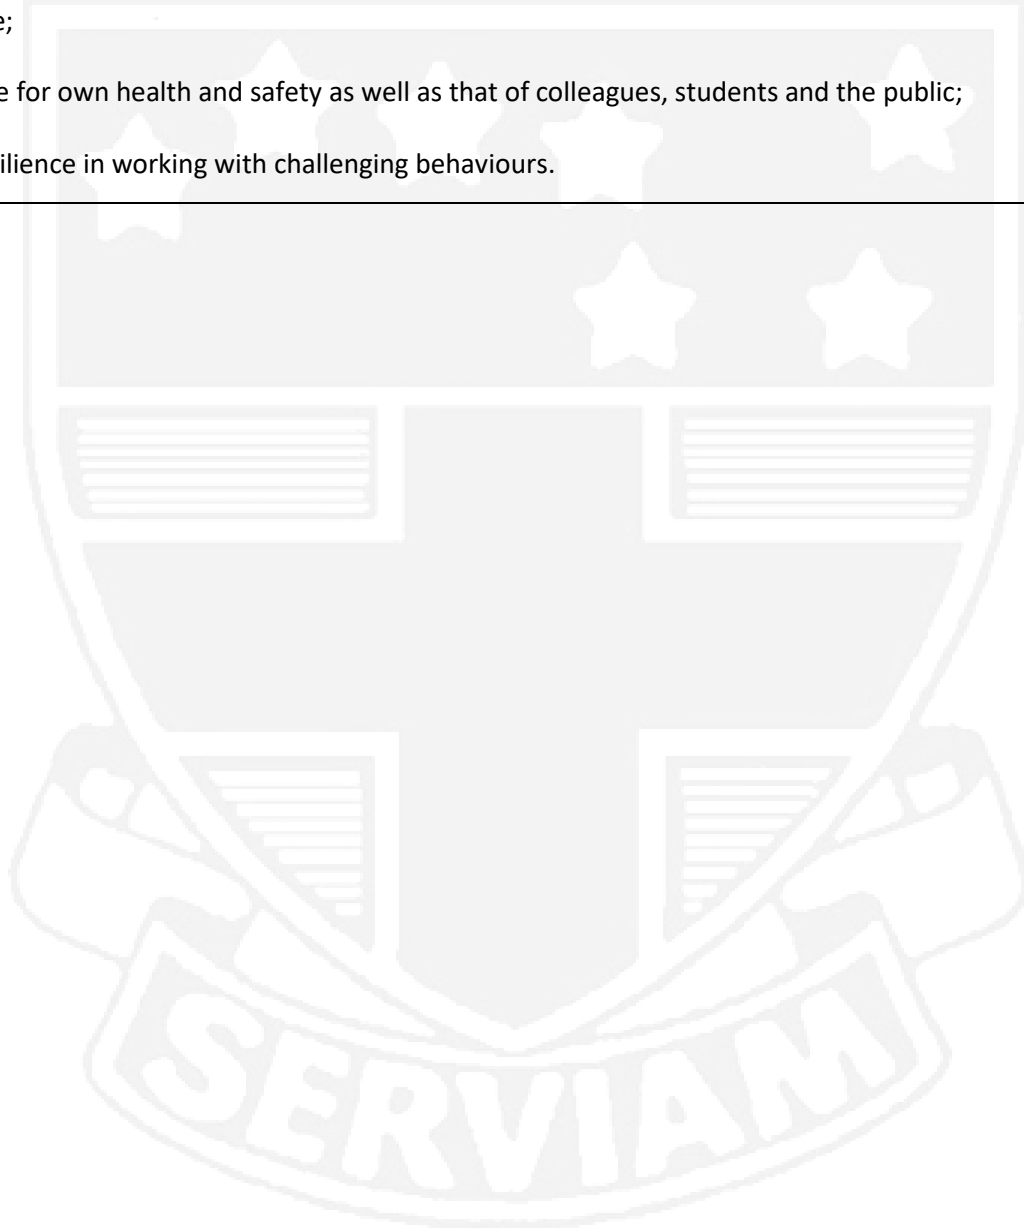 e;
e for own health and safety as well as that of colleagues, students and the public;
ilience in working with challenging behaviours.
SERVIAM